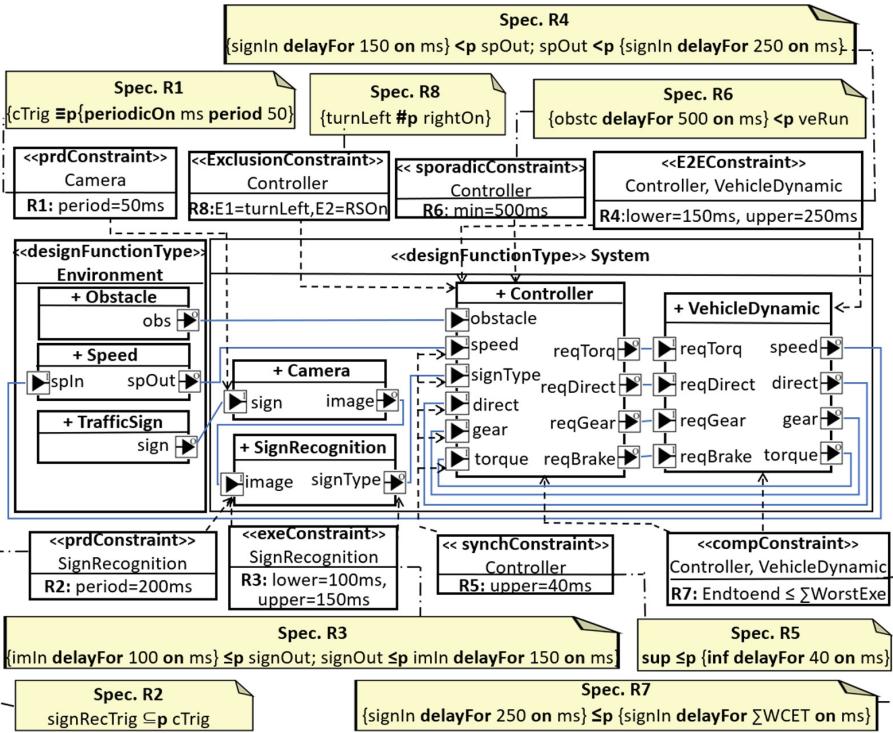 Spec. R4
{signIn delayFor 150 on ms} <p spOut; spOut <p {signIn delayFor 250 on ms}
Spec. R1
{cTrig ≡p{periodicOn ms period 50}
Spec. R8
{turnLeft #p rightOn}
Spec. R6
{obstc delayFor 500 on ms} <p veRun
<<prdConstraint>>
Camera
R1: period=50ms
<<ExclusionConstraint>>
Controller
R8:E1=turnLeft,E2=RSOn
<< sporadicConstraint>>
Controller
R6: min=500ms
<<E2EConstraint>>
Controller, VehicleDynamic
R4:lower=150ms, upper=250ms
<<designFunctionType>>
Environment
+ Obstacle
obs
+ Speed
spIn spOut
+ TrafficSign
sign
<<designFunctionType>> System
+ Camera
sign image
+ SignRecognition
image signType
+ Controller
obstacle
speed
signType
direct
gear
torque
reqTorq
reqDirect
reqGear
reqBrake
+ VehicleDynamic
reqTorq speed
reqDirect direct
reqGear gear
reqBrake torque
<<prdConstraint>>
SignRecognition
R2: period=200ms
<<exeConstraint>>
SignRecognition
R3: lower=100ms,
upper=150ms
<< synchConstraint>>
Controller
R5: upper=40ms
<<compConstraint>>
Controller, VehicleDynamic
R7: Endtoend ≤ ∑WorstExe
Spec. R3
{imIn delayFor 100 on ms} ≤p signOut; signOut ≤p imIn delayFor 150 on ms}
Spec. R5
sup ≤p {inf delayFor 40 on ms}
Spec. R2
signRecTrig ⊆p cTrig
Spec. R7
{signIn delayFor 250 on ms} ≤p {signIn delayFor ∑WCET on ms}